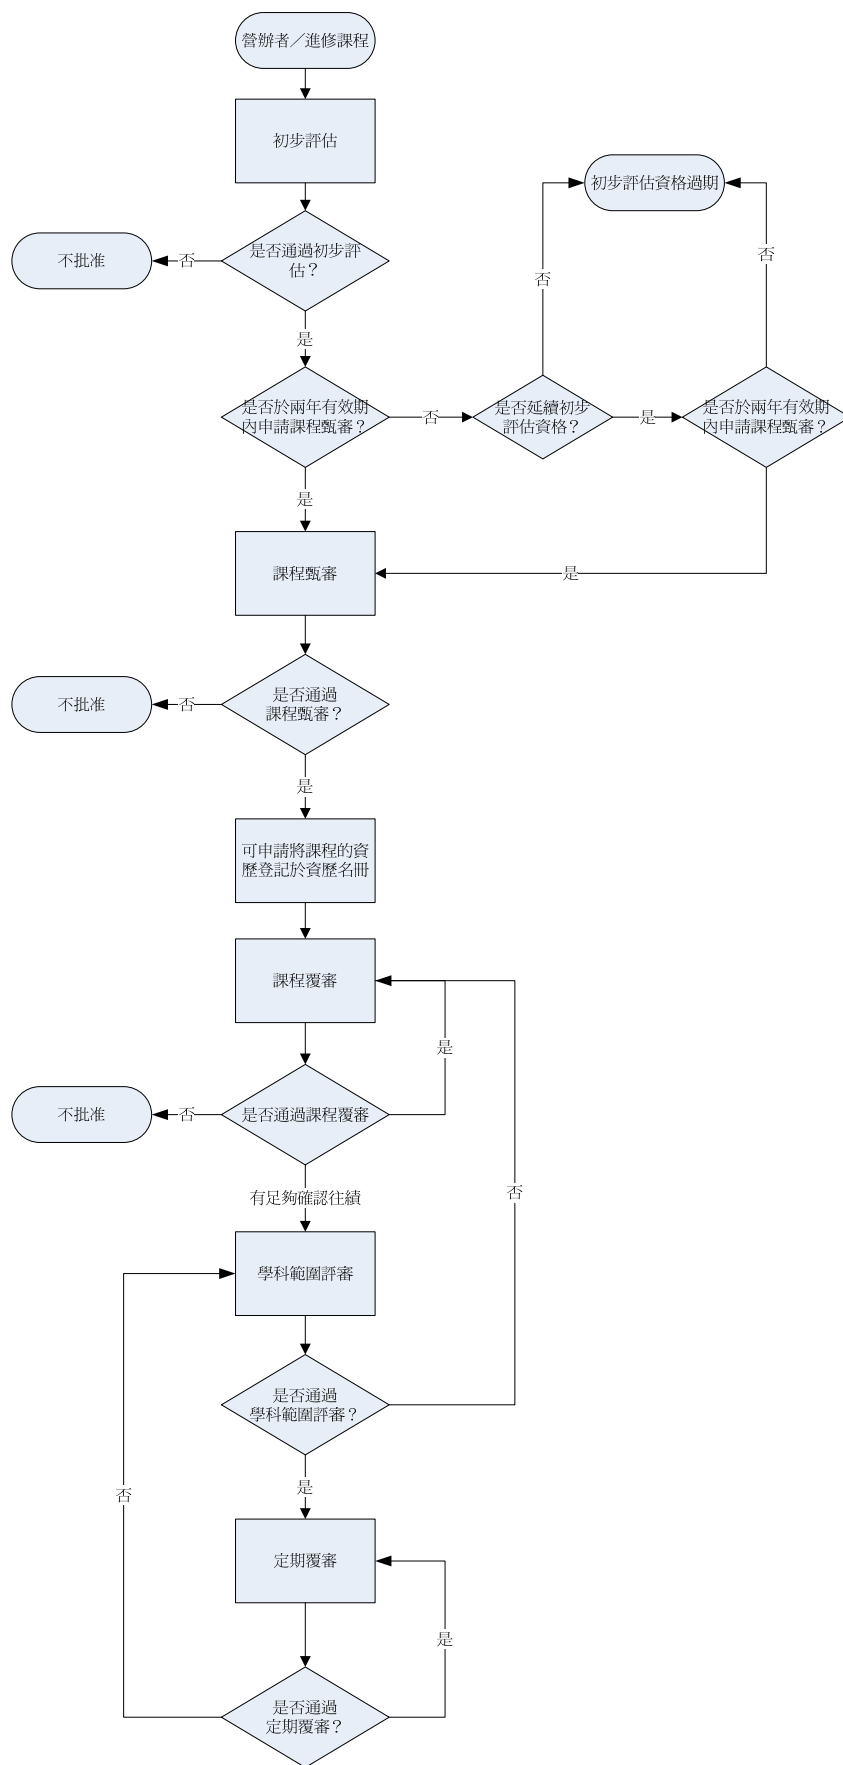 營辦者／進修課程
初步評估
初步評估資格過期
是否通過初步評
估？
否
不批准
否
否
是
是否於兩年有效期
內申請課程甄審？
否
是否延續初步
評估資格？
是
是否於兩年有效期
內申請課程甄審？
是
課程甄審
是
是否通過
課程甄審？
否
不批准
是
可申請將課程的資
歷登記於資歷名冊
課程覆審
是
是否通過課程覆審
否
不批准
有足夠確認往績
否
學科範圍評審
是否通過
學科範圍評審？
是
否
定期覆審
是
是否通過
定期覆審？